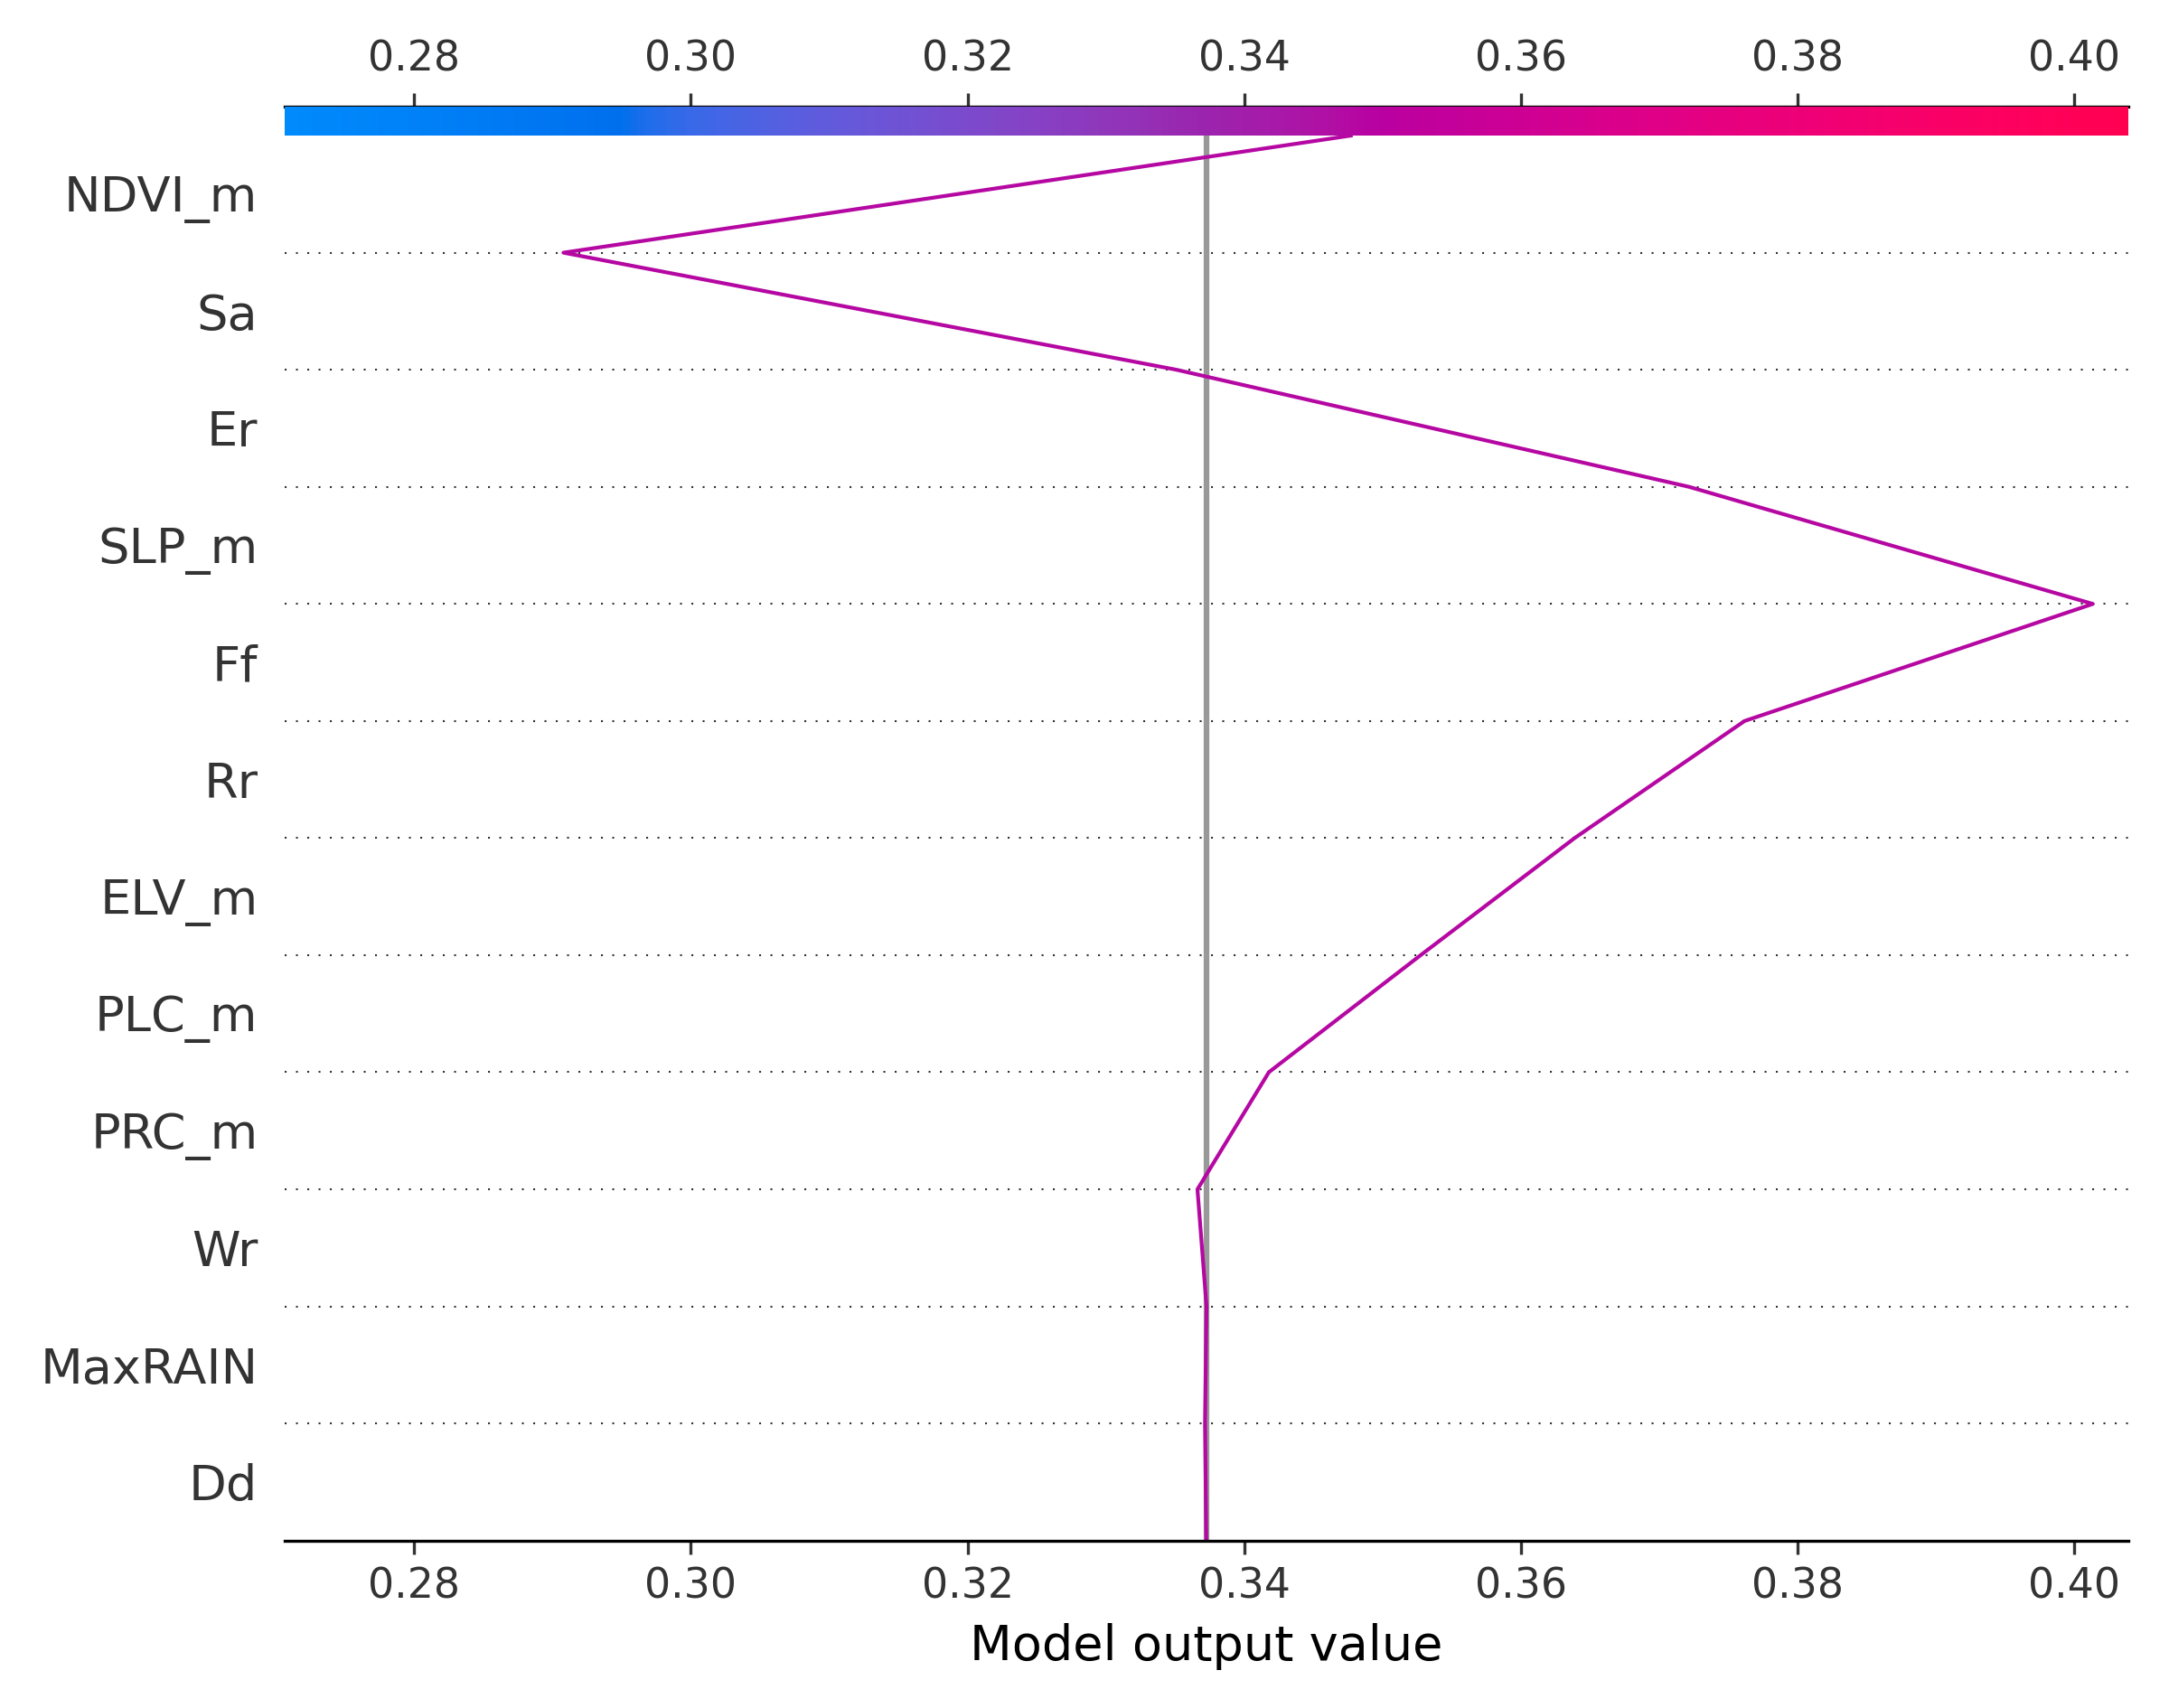 0.28 0.30 0.32 0.34 0.36 0.38 0.40
NDVI_m
Sa
Er
SLP_m
Ff
Rr
ELV_m
PLC_m
PRC_m
Wr
MaxRAIN
Dd
0.28 0.30 0.32 0.34 0.36 0.38 0.40
Model output value